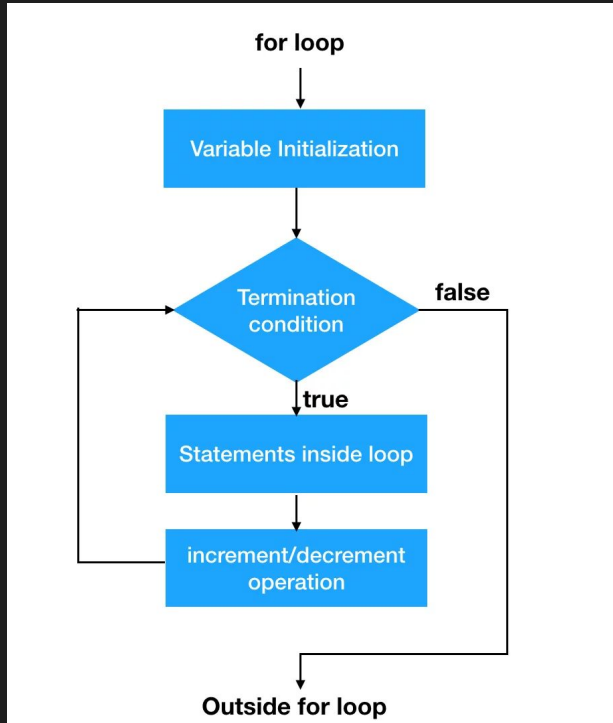 for loop
Variable Initialization
Termination
condition
false
true
Statements inside loop
increment/decrement
operation
Outside for loop